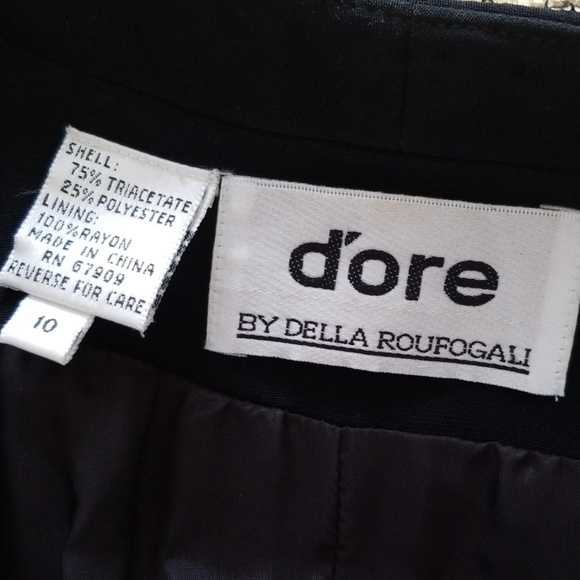 SHELL:
75% TRIACETATE
25% POLYESTER
LINING:
100% RAYON
MADE IN CHINA
RN 67909
REVERSE FOR CARE
10
d'ore
BY DELLA ROUFOGALI